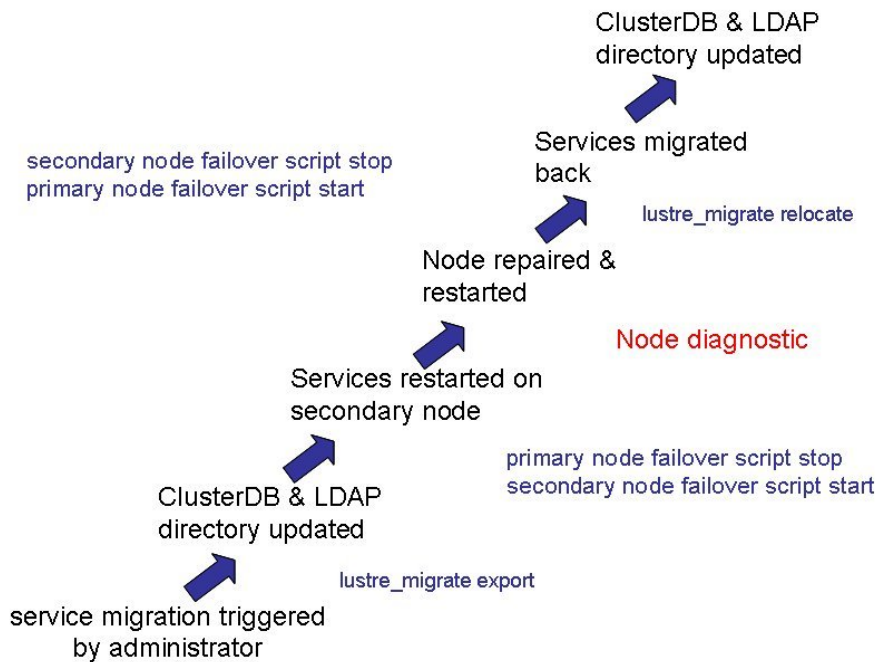 ClusterDB & LDAP
directory updated
Services migrated
back
secondary node failover script stop
primary node failover script start
lustre_migrate relocate
Node repaired &
restarted
Node diagnostic
Services restarted on
secondary node
primary node failover script stop
secondary node failover script start
ClusterDB & LDAP
directory updated
lustre_migrate export
service migration triggered
by administrator